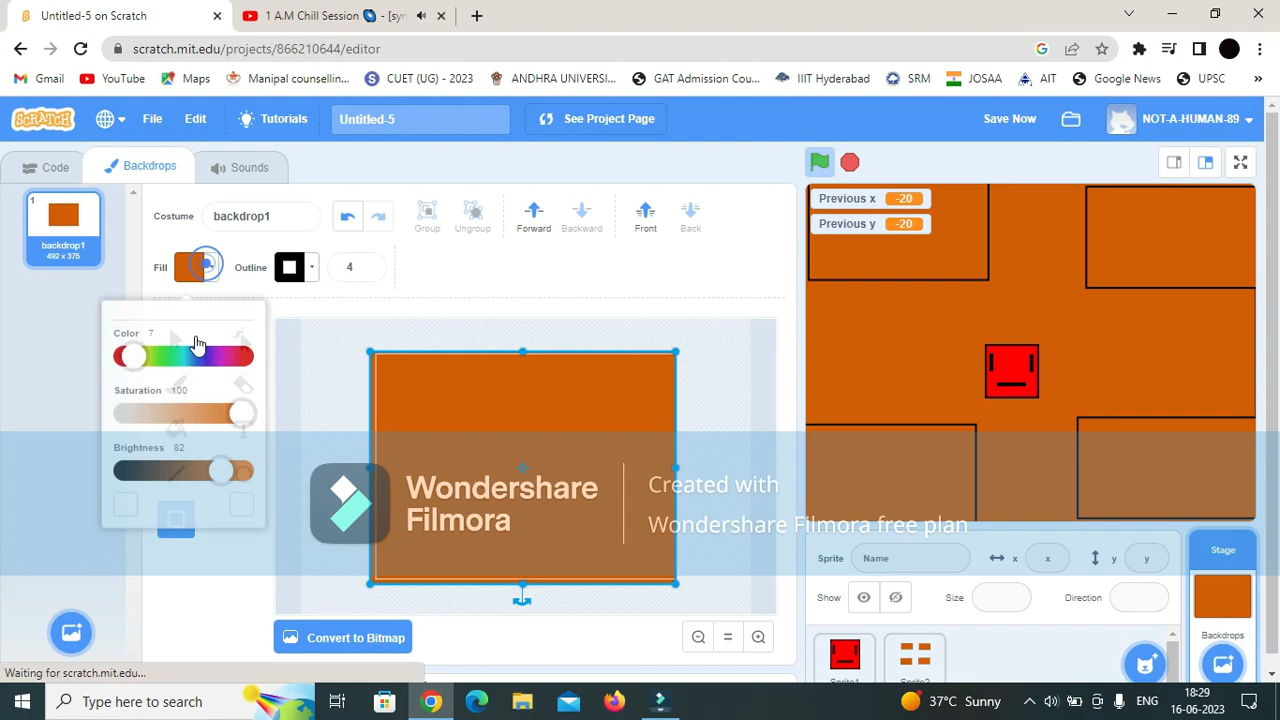 Untitled-5 on Scratch
1 A.M Chill Session
[syn
scratch.mit.edu/projects/866210644/editor
Gmail
YouTube
Maps
Manipal counsellin...
CUET (UG) - 2023
ANDHRA UNIVERSI...
GAT Admission Cou...
IIIT Hyderabad
SRM
JOSAA
AIT
Google News
UPSC
»
SCRATCH
File
Edit
Tutorials
Untitled-5
See Project Page
Save Now
NOT-A-HUMAN-89
Code
Backdrops
Sounds
1
backdrop1
492 x 375
Costume
backdrop1
Group
Ungroup
Forward
Backward
Front
Back
Fill
Outline
4
Color 7
Saturation 100
Brightness 82
Previous x -20
Previous y -20
Wondershare
Filmora
Created with
Wondershare Filmora free plan
Convert to Bitmap
Sprite
Name
x
x
y
y
Show
Size
Direction
Stage
Backdrops
Sprite1
Sprite2
Waiting for scratch.mit.edu...
Type here to search
37°C Sunny
ENG
18:29
16-06-2023